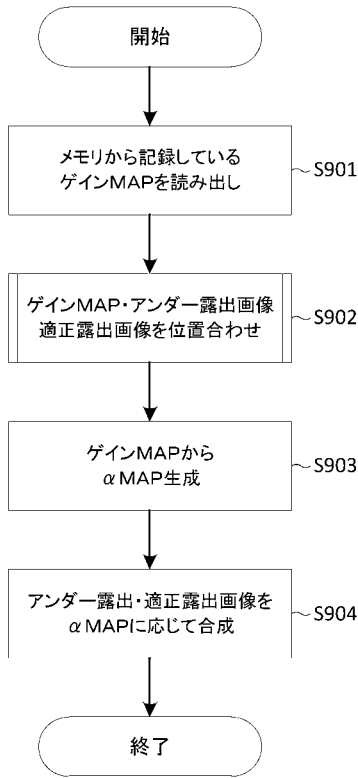 開始
メモリから記録している
ゲインMAPを読み出し
S901
ゲインMAP・アンダー露出画像
適正露出画像を位置合わせ
S902
ゲインMAPから
αMAP生成
S903
アンダー露出・適正露出画像を
αMAPに応じて合成
S904
終了